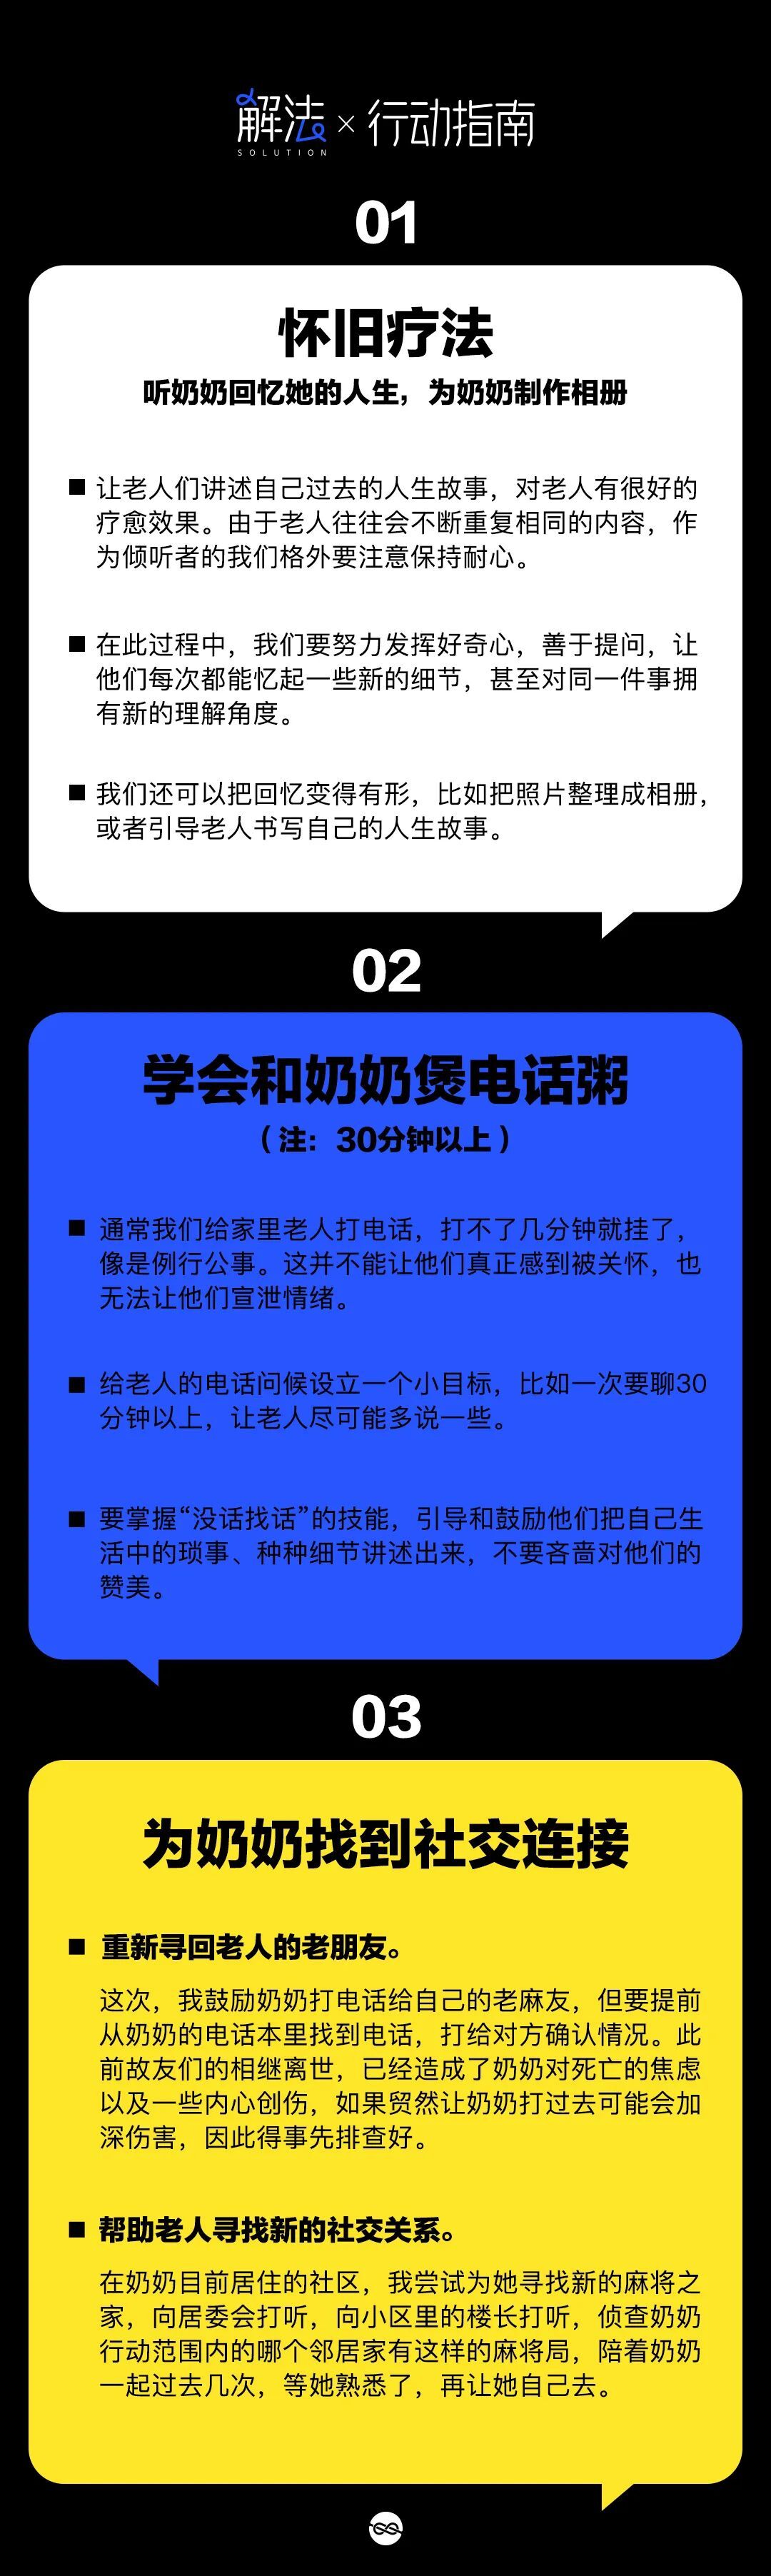 解法×行动指南
SOLUTION
01
怀旧疗法
听奶奶回忆她的人生，为奶奶制作相册
■ 让老人们讲述自己过去的人生故事，对老人有很好的
疗愈效果。由于老人往往会不断重复相同的内容，作
为倾听者的我们格外要注意保持耐心。
■ 在此过程中，我们要努力发挥好奇心，善于提问，让
他们每次都能忆起一些新的细节，甚至对同一件事拥
有新的理解角度。
■ 我们还可以把回忆变得有形，比如把照片整理成相册，
或者引导老人书写自己的人生故事。
02
学会和奶奶煲电话粥
（注：30分钟以上）
■ 通常我们给家里老人打电话，打不了几分钟就挂了，
像是例行公事。这并不能让他们真正感到被关怀，也
无法让他们宣泄情绪。
■ 给老人的电话问候设立一个小目标，比如一次要聊30
分钟以上，让老人尽可能多说一些。
■ 要掌握“没话找话”的技能，引导和鼓励他们把自己生
活中的琐事、种种细节讲述出来，不要吝啬对他们的
赞美。
03
为奶奶找到社交连接
■ 重新寻回老人的老朋友。
这次，我鼓励奶奶打电话给自己的老麻友，但要提前
从奶奶的电话本里找到电话，打给对方确认情况。此
前故友们的相继离世，已经造成了奶奶对死亡的焦虑
以及一些内心创伤，如果贸然让奶奶打过去可能会加
深伤害，因此得事先排查好。
■ 帮助老人寻找新的社交关系。
在奶奶目前居住的社区，我尝试为她寻找新的麻将之
家，向居委会打听，向小区里的楼长打听，侦查奶奶
行动范围内的哪个邻居家有这样的麻将局，陪着奶奶
一起过去几次，等她熟悉了，再让她自己去。